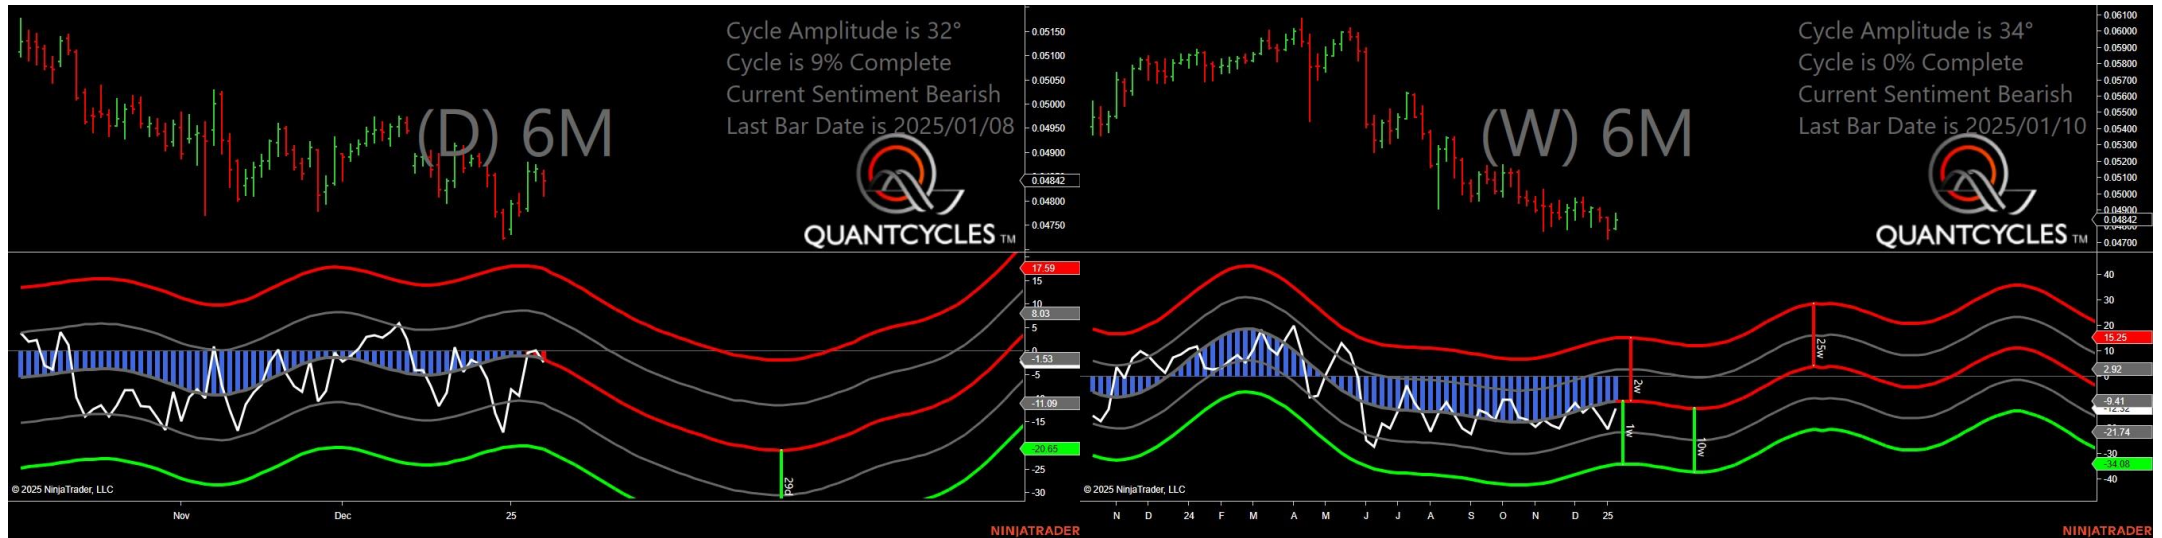 Cycle Amplitude is 32°
Cycle is 9% Complete
Current Sentiment Bearish
Last Bar Date is 2025/01/08
(D) 6M
QUANTCYCLES TM
0.05150
0.05100
0.05050
0.05000
0.04950
0.04900
0.04842
0.04800
0.04750
17.59
15
10
8.03
5
0
-1.53
-5
-11.09
-15
-20.65
-25
-30
29d
© 2025 NinjaTrader, LLC
Nov
Dec
25
NINJATRADER
Cycle Amplitude is 34°
Cycle is 0% Complete
Current Sentiment Bearish
Last Bar Date is 2025/01/10
(W) 6M
QUANTCYCLES TM
0.06100
0.06000
0.05900
0.05800
0.05700
0.05600
0.05500
0.05400
0.05300
0.05200
0.05100
0.05000
0.04900
0.04842
0.04700
40
30
20
15.25
10
2.92
0
-9.41
-12.32
-21.74
-30
-34.08
-40
2w
1w
10w
25w
© 2025 NinjaTrader, LLC
N D 24 F M A M J J A S O N D 25
NINJATRADER